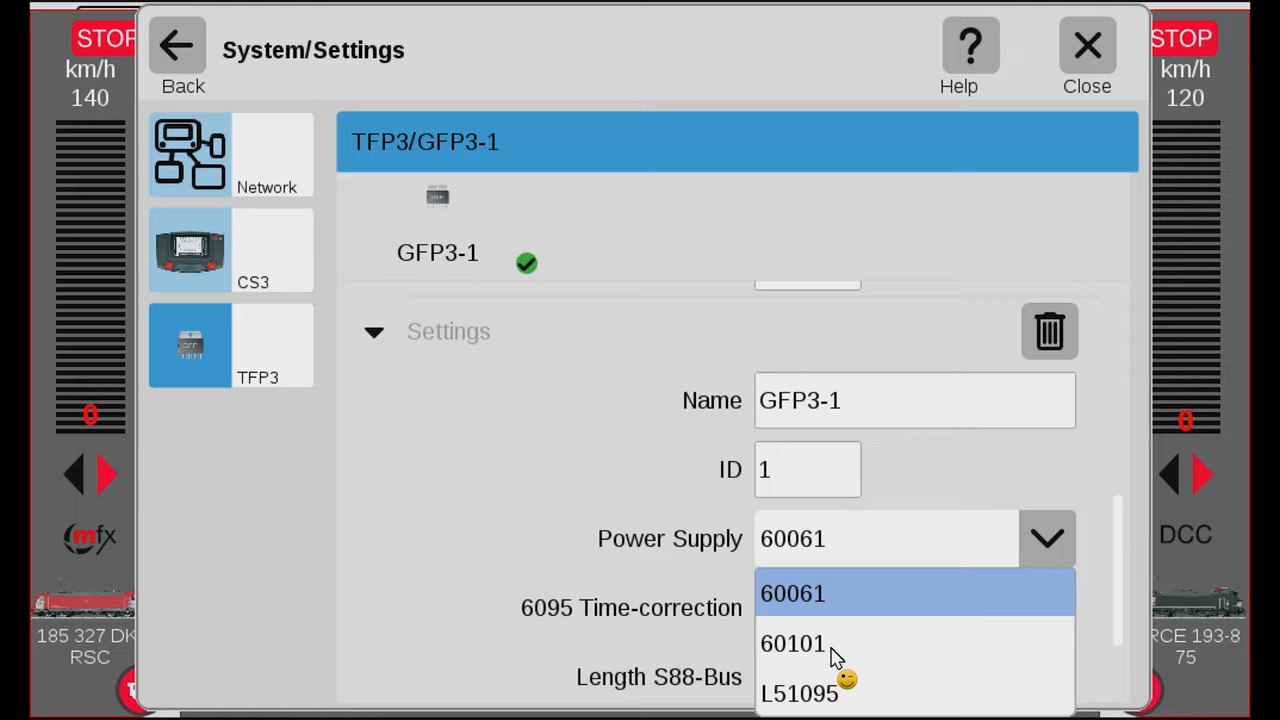 STOP
km/h
140
0
mfx
185 327 DK
RSC
Back
System/Settings
Help
Close
Network
CS3
TFP3
TFP3/GFP3-1
GFP3-1
Settings
Name
GFP3-1
ID
1
Power Supply
60061
60061
6095 Time-correction
60101
Length S88-Bus
L51095
STOP
km/h
120
0
DCC
RCE 193-8
75